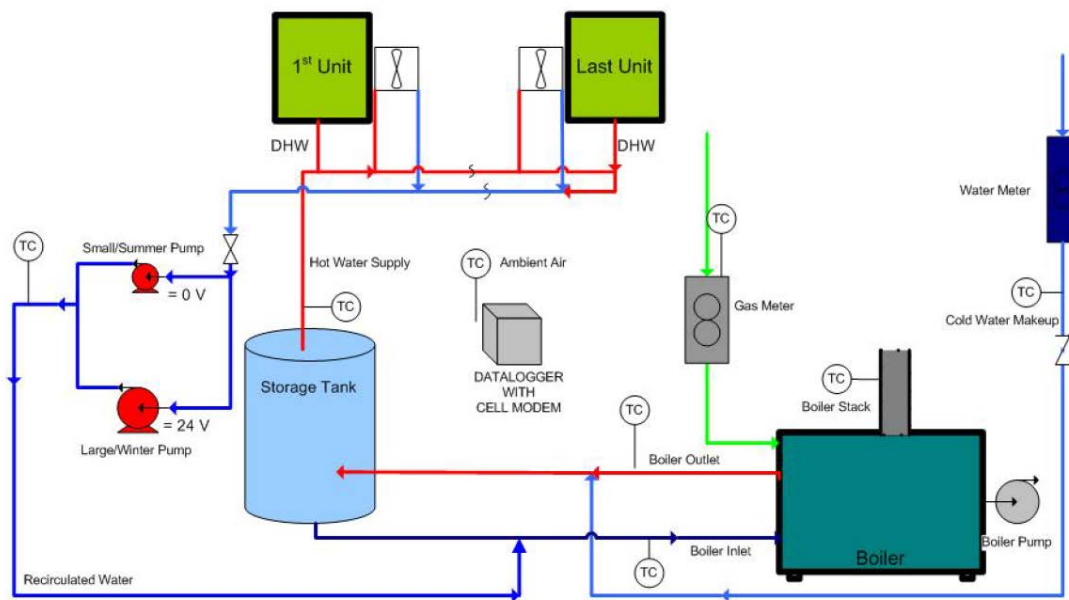 1st Unit
Last Unit
DHW
DHW
Water Meter
TC
TC
Small/Summer Pump
Hot Water Supply
TC
Ambient Air
= 0 V
TC
Gas Meter
TC
Cold Water Makeup
Storage Tank
DATALOGGER
WITH
CELL MODEM
TC
Boiler Stack
TC
= 24 V
Large/Winter Pump
Boiler Outlet
Boiler Inlet
TC
Boiler
Boiler Pump
Recirculated Water